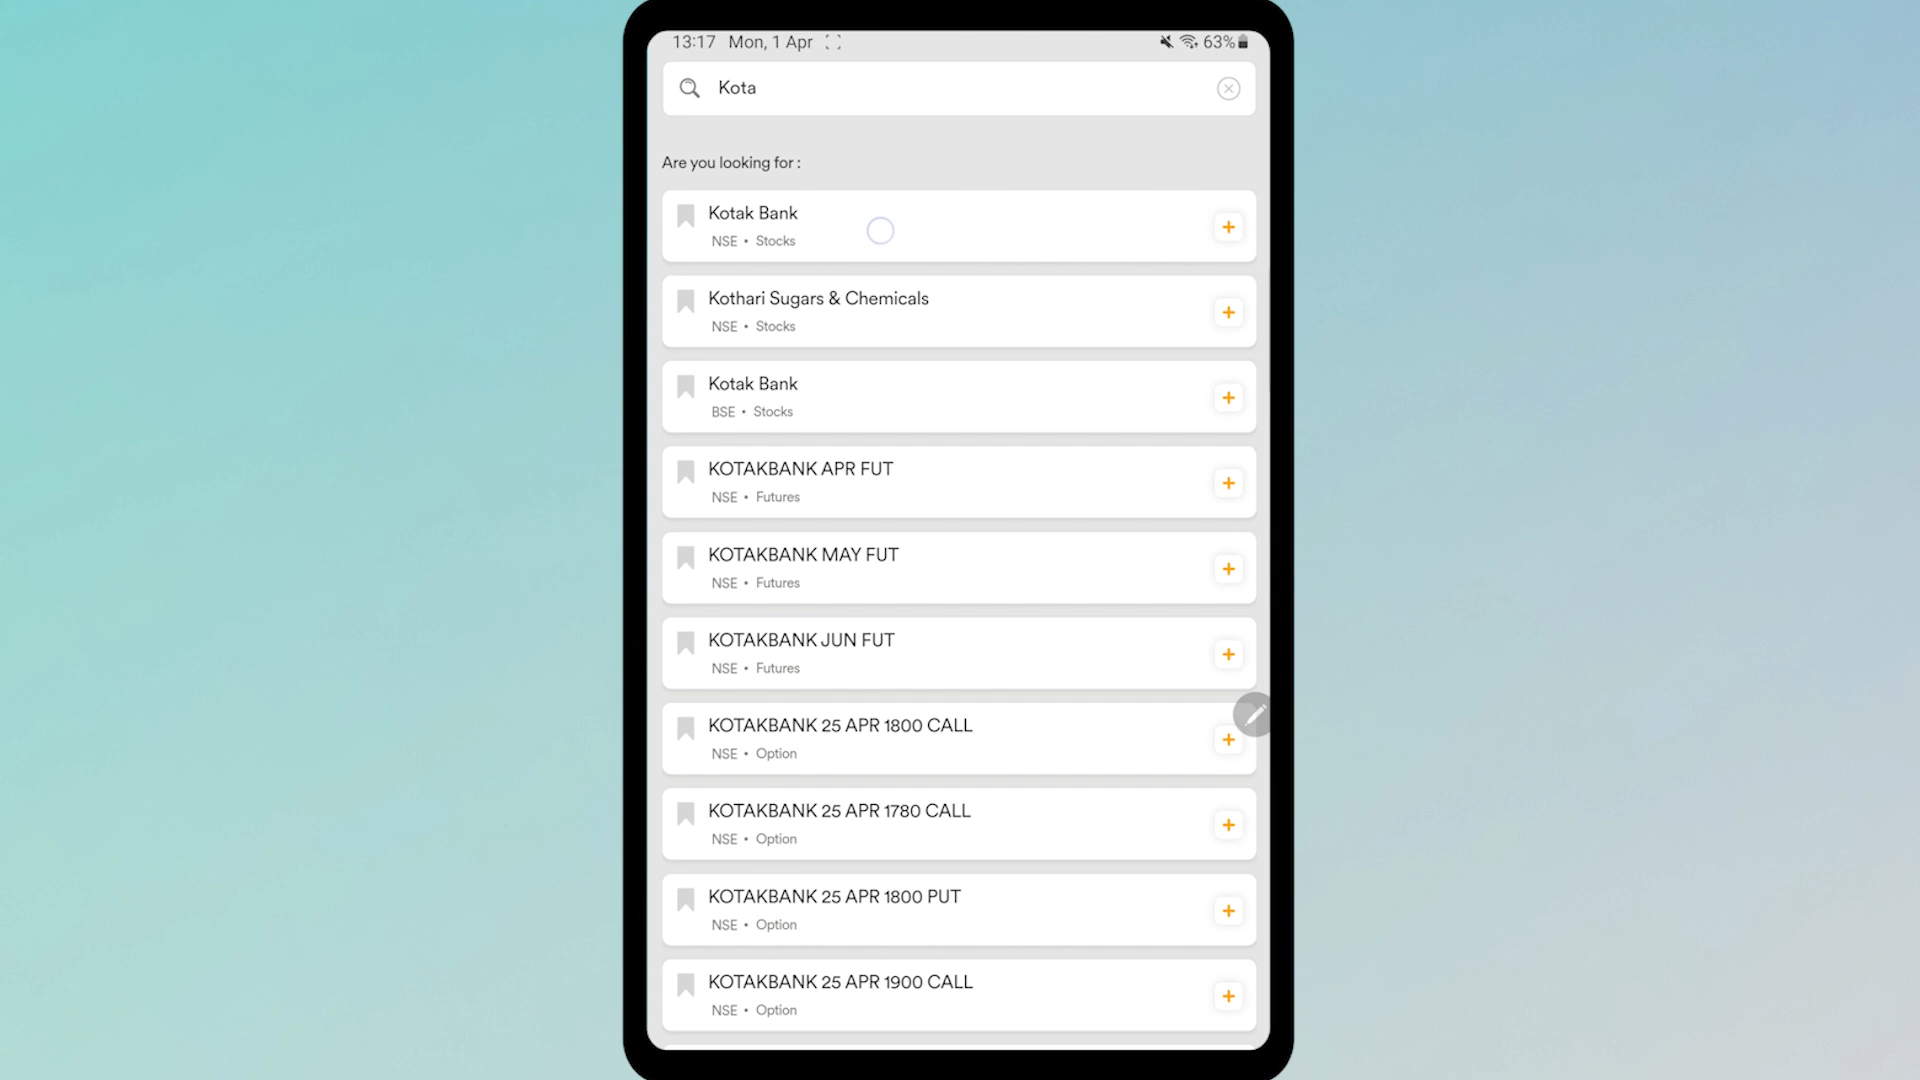 13:17 Mon, 1 Apr 63%
Kota
Are you looking for :
Kotak Bank
NSE • Stocks
Kothari Sugars & Chemicals
NSE • Stocks
Kotak Bank
BSE • Stocks
KOTAKBANK APR FUT
NSE • Futures
KOTAKBANK MAY FUT
NSE • Futures
KOTAKBANK JUN FUT
NSE • Futures
KOTAKBANK 25 APR 1800 CALL
NSE • Option
KOTAKBANK 25 APR 1780 CALL
NSE • Option
KOTAKBANK 25 APR 1800 PUT
NSE • Option
KOTAKBANK 25 APR 1900 CALL
NSE • Option